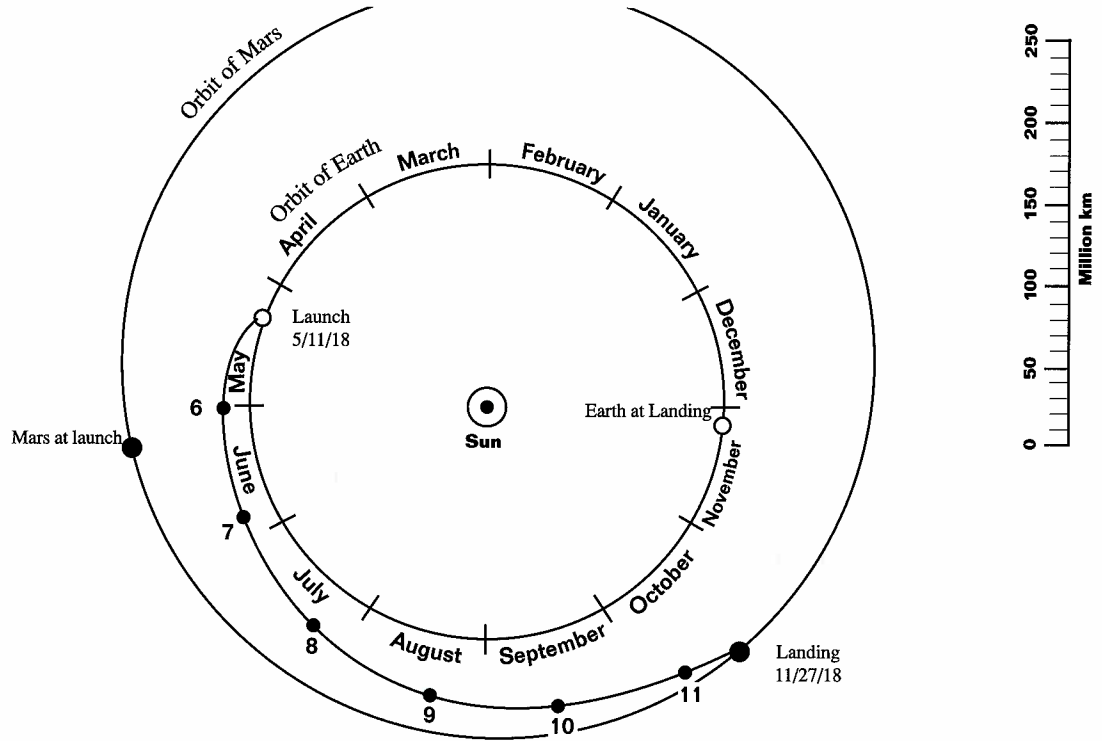 Orbit of Mars
Orbit of Earth
March
February
April
January
December
Launch
5/11/18
May
6
Mars at launch
Sun
Earth at Landing
June
November
7
July
October
8
August
September
9
10
11
Landing
11/27/18
250
200
150
100
50
0
Million km